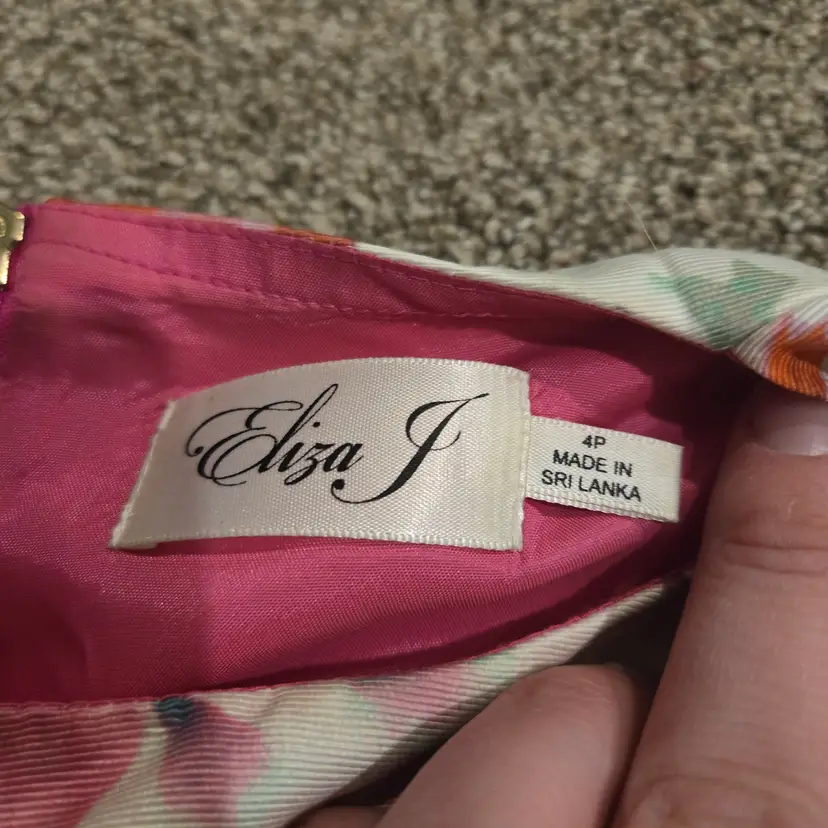 Eliza J
4P
MADE IN
SRI LANKA